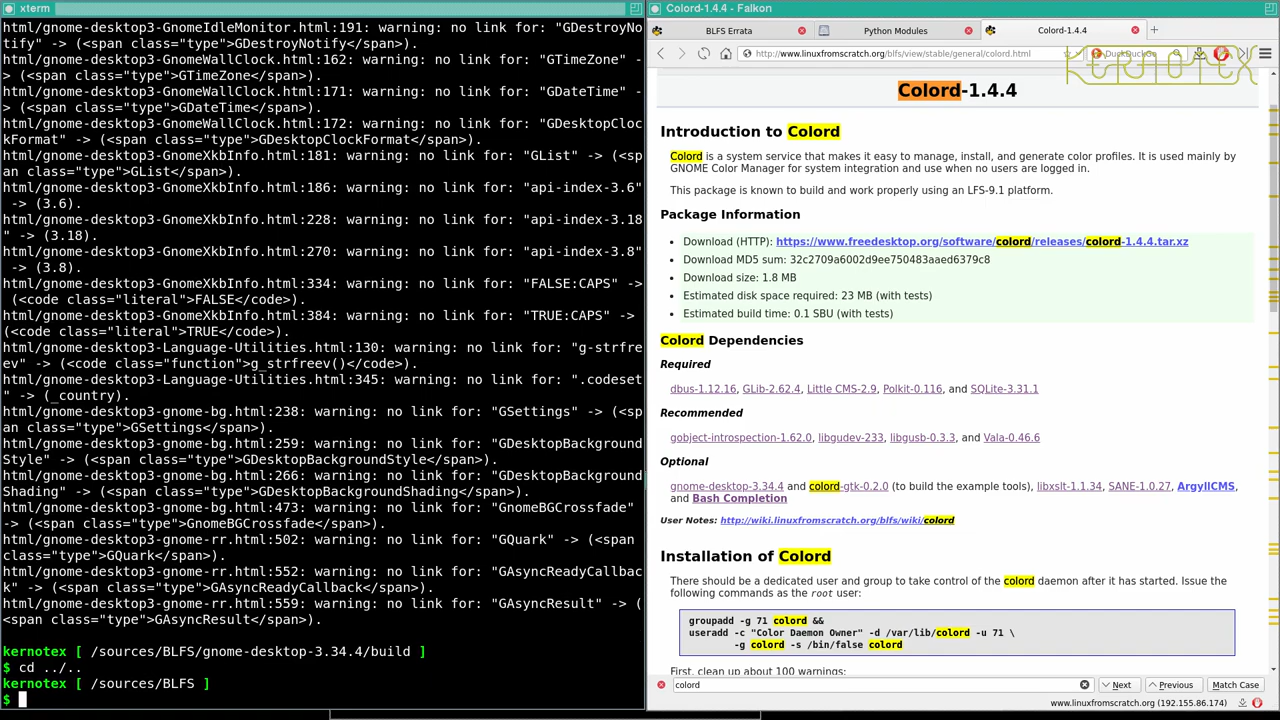 xterm
html/gnome-desktop3-GnomeIdleMonitor.html:191: warning: no link for: "GDestroyNo
tify" -> (<span class="type">GDestroyNotify</span>).
html/gnome-desktop3-GnomeWallClock.html:162: warning: no link for: "GTimeZone" -
> (<span class="type">GTimeZone</span>).
html/gnome-desktop3-GnomeWallClock.html:171: warning: no link for: "GDateTime" -
> (<span class="type">GDateTime</span>).
html/gnome-desktop3-GnomeWallClock.html:172: warning: no link for: "GDesktopCloc
kFormat" -> (<span class="type">GDesktopClockFormat</span>).
html/gnome-desktop3-GnomeXkbInfo.html:181: warning: no link for: "GList" -> (<sp
an class="type">GList</span>).
html/gnome-desktop3-GnomeXkbInfo.html:186: warning: no link for: "api-index-3.6"
-> (3.6).
html/gnome-desktop3-GnomeXkbInfo.html:228: warning: no link for: "api-index-3.18
" -> (3.18).
html/gnome-desktop3-GnomeXkbInfo.html:270: warning: no link for: "api-index-3.8"
-> (3.8).
html/gnome-desktop3-GnomeXkbInfo.html:334: warning: no link for: "FALSE:CAPS" ->
(<code class="literal">FALSE</code>).
html/gnome-desktop3-GnomeXkbInfo.html:384: warning: no link for: "TRUE:CAPS" ->
(<code class="literal">TRUE</code>).
html/gnome-desktop3-Language-Utilities.html:130: warning: no link for: "g-strfre
ev" -> (<code class="function">g_strfreev()</code>).
html/gnome-desktop3-Language-Utilities.html:345: warning: no link for: ".codeset
" -> (_country).
html/gnome-desktop3-gnome-bg.html:238: warning: no link for: "GSettings" -> (<sp
an class="type">GSettings</span>).
html/gnome-desktop3-gnome-bg.html:259: warning: no link for: "GDesktopBackground
Style" -> (<span class="type">GDesktopBackgroundStyle</span>).
html/gnome-desktop3-gnome-bg.html:266: warning: no link for: "GDesktopBackground
Shading" -> (<span class="type">GDesktopBackgroundShading</span>).
html/gnome-desktop3-gnome-bg.html:473: warning: no link for: "GnomeBGCrossfade"
-> (<span class="type">GnomeBGCrossfade</span>).
html/gnome-desktop3-gnome-rr.html:502: warning: no link for: "GQuark" -> (<span
class="type">GQuark</span>).
html/gnome-desktop3-gnome-rr.html:552: warning: no link for: "GAsyncReadyCallbac
k" -> (<span class="type">GAsyncReadyCallback</span>).
html/gnome-desktop3-gnome-rr.html:559: warning: no link for: "GAsyncResult" -> (
<span class="type">GAsyncResult</span>).
kernotex [ /sources/BLFS/gnome-desktop-3.34.4/build ]
$ cd ../..
kernotex [ /sources/BLFS ]
$
Colord-1.4.4 - Falkon
BLFS Errata
Python Modules
Colord-1.4.4
http://www.linuxfromscratch.org/blfs/view/stable/general/colord.html
DuckDuckGo
KERNOTEX
Colord-1.4.4
Introduction to Colord
Colord is a system service that makes it easy to manage, install, and generate color profiles. It is used mainly by
GNOME Color Manager for system integration and use when no users are logged in.
This package is known to build and work properly using an LFS-9.1 platform.
Package Information
• Download (HTTP): https://www.freedesktop.org/software/colord/releases/colord-1.4.4.tar.xz
• Download MD5 sum: 32c2709a6002d9ee750483aaed6379c8
• Download size: 1.8 MB
• Estimated disk space required: 23 MB (with tests)
• Estimated build time: 0.1 SBU (with tests)
Colord Dependencies
Required
dbus-1.12.16, GLib-2.62.4, Little CMS-2.9, Polkit-0.116, and SQLite-3.31.1
Recommended
gobject-introspection-1.62.0, libgudev-233, libgusb-0.3.3, and Vala-0.46.6
Optional
gnome-desktop-3.34.4 and colord-gtk-0.2.0 (to build the example tools), libxslt-1.1.34, SANE-1.0.27, ArgyllCMS,
and Bash Completion
User Notes: http://wiki.linuxfromscratch.org/blfs/wiki/colord
Installation of Colord
There should be a dedicated user and group to take control of the colord daemon after it has started. Issue the
following commands as the root user:
groupadd -g 71 colord &&
useradd -c "Color Daemon Owner" -d /var/lib/colord -u 71 \
-g colord -s /bin/false colord
First, clean up about 100 warnings:
colord
Next
Previous
Match Case
www.linuxfromscratch.org (192.155.86.174)